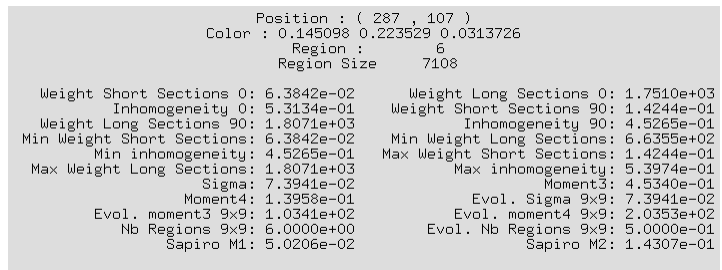 Position : ( 287 , 107 )
Color : 0.145098 0.223529 0.0313726
Region : 6
Region Size 7108
Weight Short Sections 0: 6.3842e-02 Weight Long Sections 0: 1.7510e+03
Inhomogeneity 0: 5.3134e-01 Weight Short Sections 90: 1.4244e-01
Weight Long Sections 90: 1.8071e+03 Inhomogeneity 90: 4.5265e-01
Min Weight Short Sections: 6.3842e-02 Min Weight Long Sections: 6.6355e+02
Min inhomogeneity: 4.5265e-01 Max Weight Short Sections: 1.4244e-01
Max Weight Long Sections: 1.8071e+03 Max inhomogeneity: 5.3974e-01
Sigma: 7.3941e-02 Moment3: 4.5340e-01
Moment4: 1.3958e-01 Evol. Sigma 9x9: 7.3941e-02
Evol. moment3 9x9: 1.0341e+02 Evol. moment4 9x9: 2.0353e+02
Nb Regions 9x9: 6.0000e+00 Evol. Nb Regions 9x9: 5.0000e-01
Sapiro M1: 5.0206e-02 Sapiro M2: 1.4307e-01